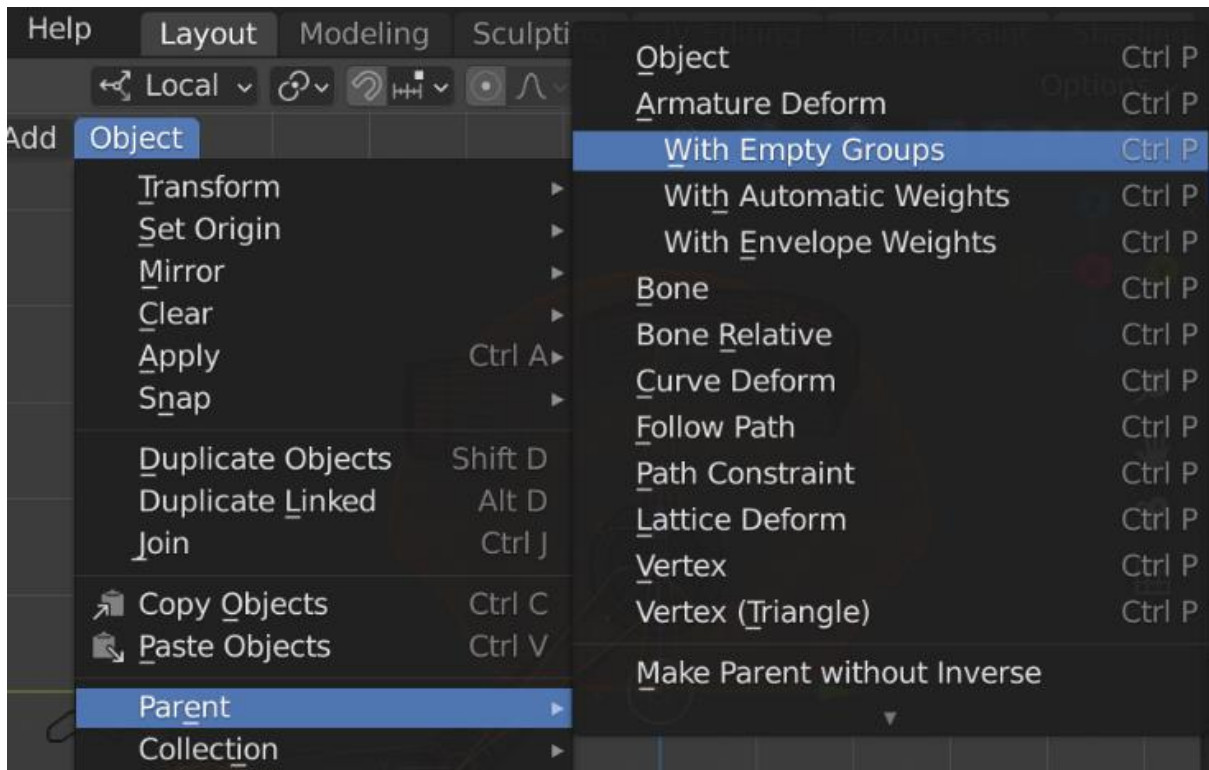 Help Layout Modeling Sculpti
Local
Options
Add Object
Transform
Set Origin
Mirror
Clear
Apply Ctrl A
Snap
Duplicate Objects Shift D
Duplicate Linked Alt D
Join Ctrl J
Copy Objects Ctrl C
Paste Objects Ctrl V
Parent
Collection
Object Ctrl P
Armature Deform Ctrl P
With Empty Groups Ctrl P
With Automatic Weights Ctrl P
With Envelope Weights Ctrl P
Bone Ctrl P
Bone Relative Ctrl P
Curve Deform Ctrl P
Follow Path Ctrl P
Path Constraint Ctrl P
Lattice Deform Ctrl P
Vertex Ctrl P
Vertex (Triangle) Ctrl P
Make Parent without Inverse